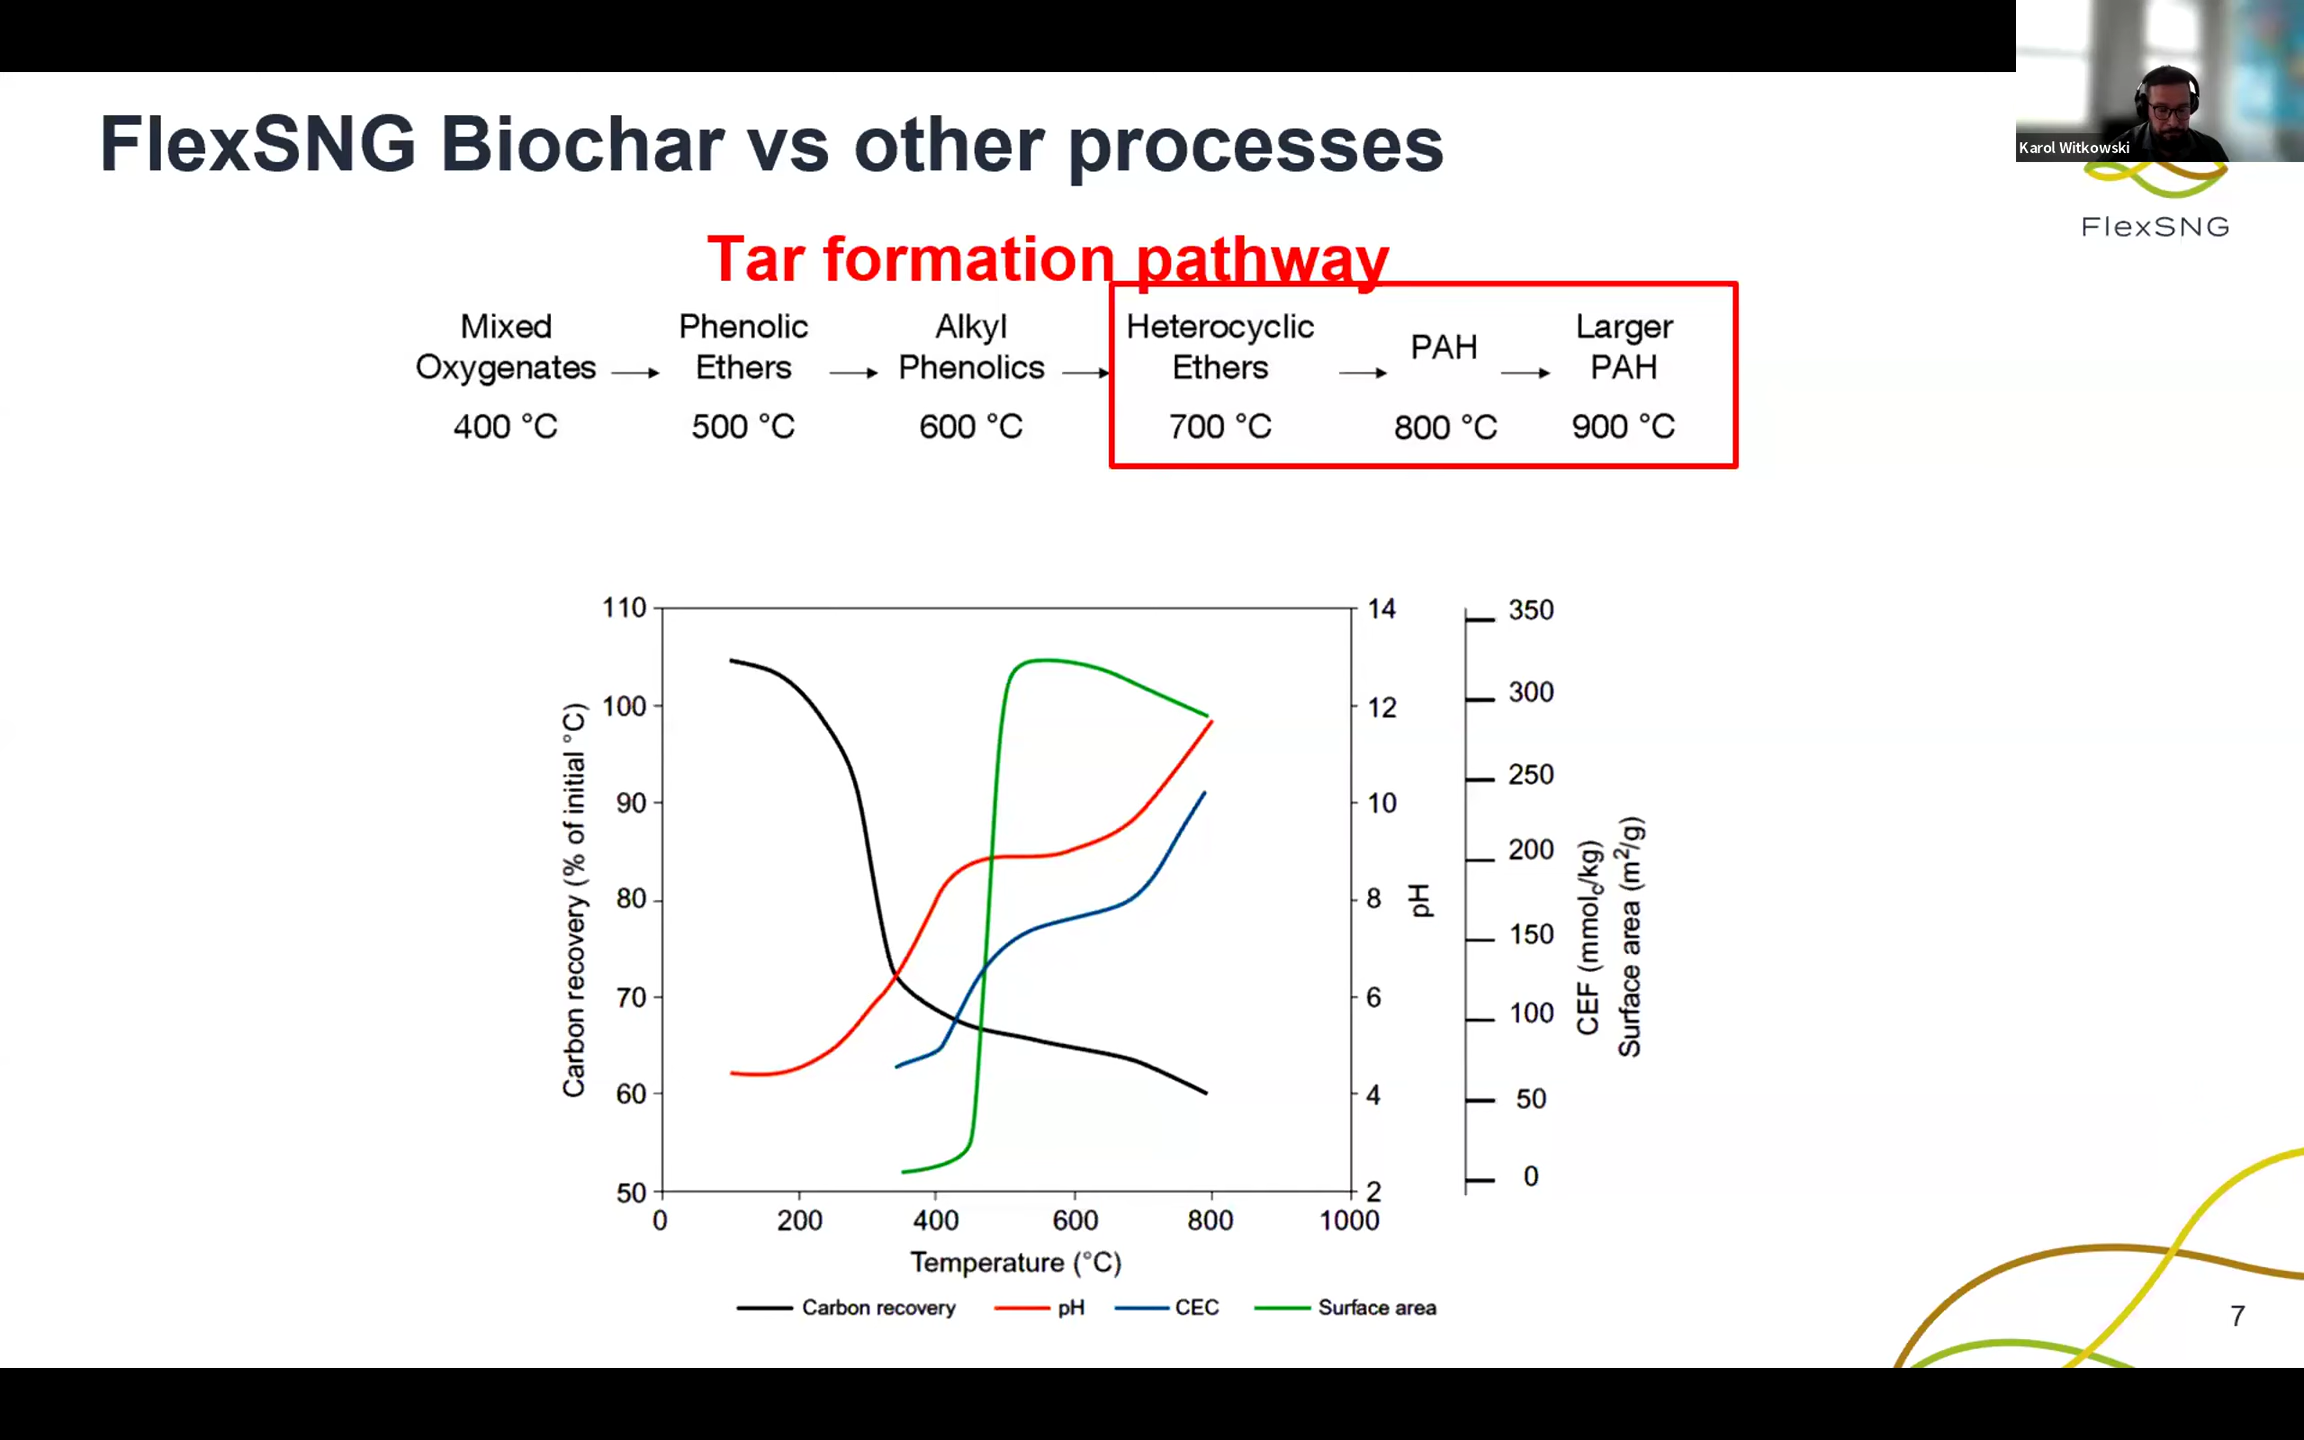 Karol Witkowski
FlexSNG Biochar vs other processes
FlexSNG
Tar formation pathway
Mixed Oxygenates
400 °C
Phenolic Ethers
500 °C
Alkyl Phenolics
600 °C
Heterocyclic Ethers
700 °C
PAH
800 °C
Larger PAH
900 °C
Carbon recovery (% of initial °C)
110
100
90
80
70
60
50
14
12
10
8
6
4
2
pH
350
300
250
200
150
100
50
0
CEF (mmolc/kg)
Surface area (m²/g)
0 200 400 600 800 1000
Temperature (°C)
Carbon recovery pH CEC Surface area
7